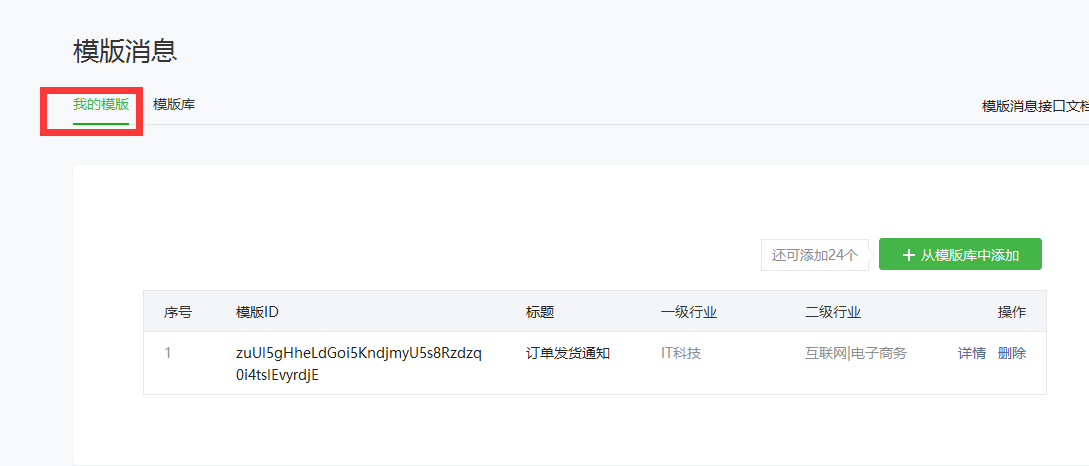 模版消息
我的模版 模版库 模版消息接口文档
还可添加24个 + 从模版库中添加
序号 模版ID 标题 一级行业 二级行业 操作
1 zuUl5gHheLdGoi5KndjmyU5s8Rzdzq 订单发货通知 IT科技 互联网|电子商务 详情 删除
0i4tslEvyrdjE